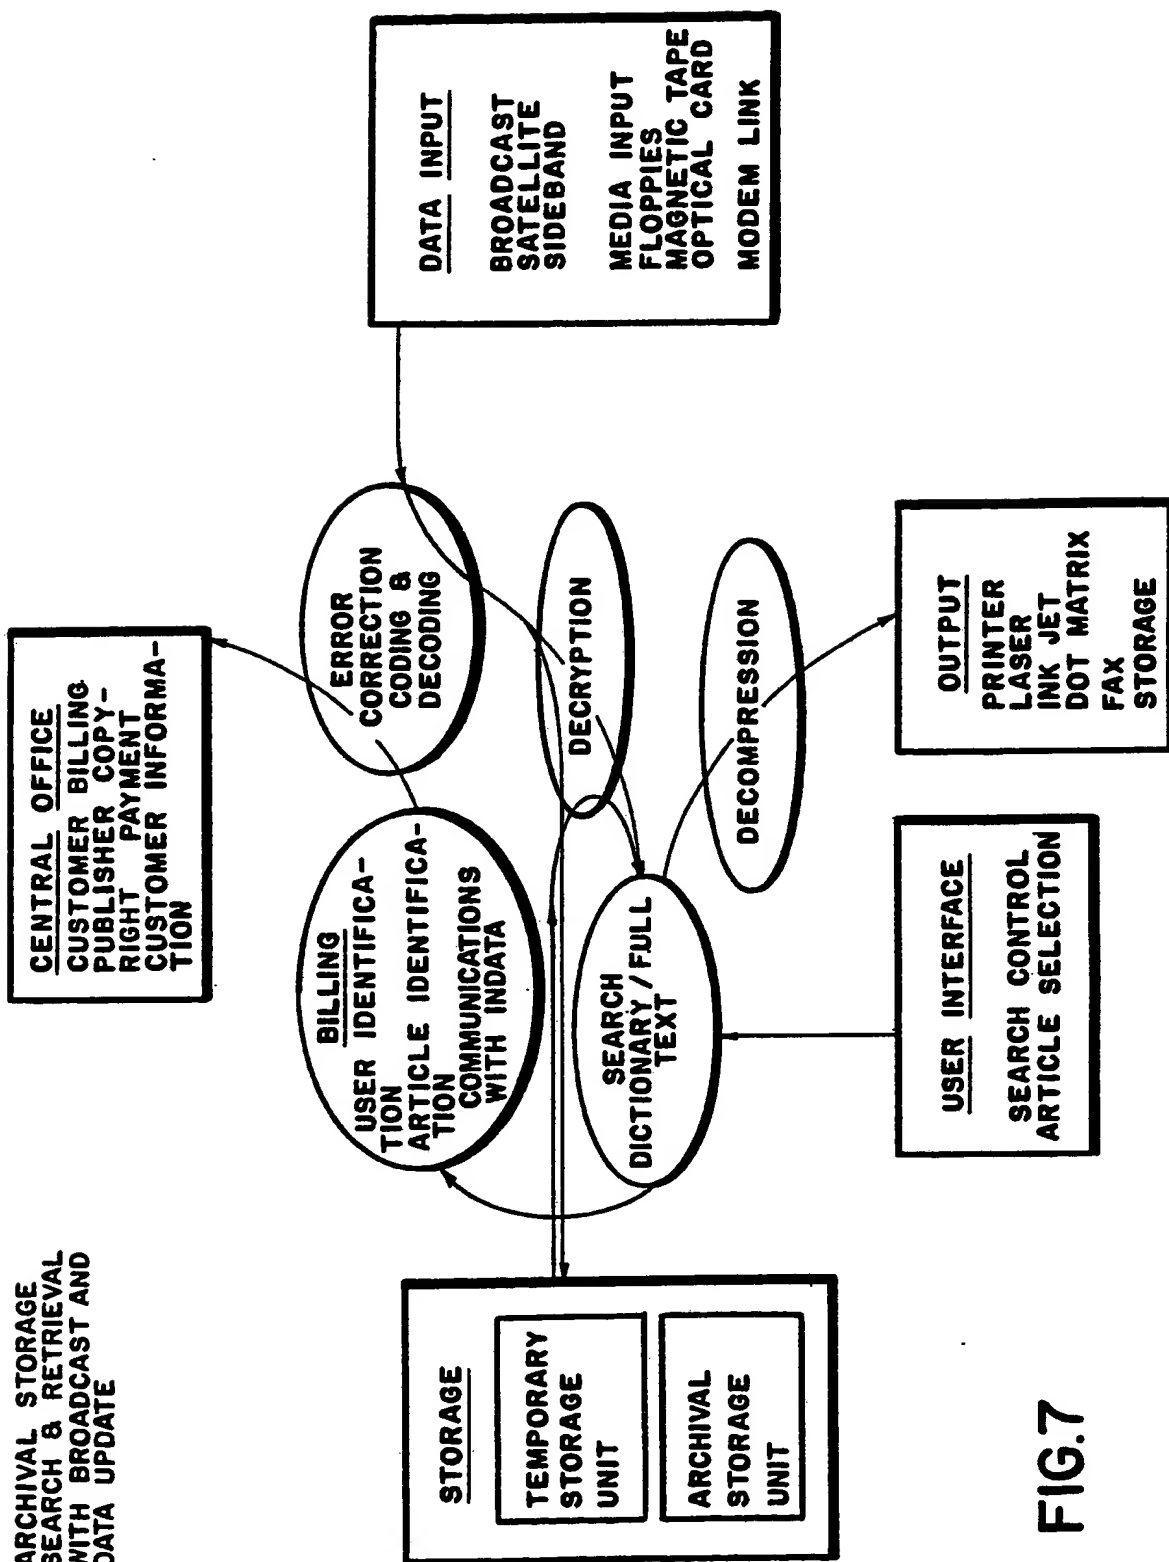 ARCHIVAL STORAGE
SEARCH & RETRIEVAL
WITH BROADCAST AND
DATA UPDATE
CENTRAL OFFICE
CUSTOMER BILLING
PUBLISHER COPY-
RIGHT PAYMENT
CUSTOMER INFORMA-
TION
BILLING
USER IDENTIFICA-
TION
ARTICLE IDENTIFICA-
TION
COMMUNICATIONS
WITH INDATA
ERROR
CORRECTION
CODING &
DECODING
DATA INPUT
BROADCAST
SATELLITE
SIDEBAND
MEDIA INPUT
FLOPPIES
MAGNETIC TAPE
OPTICAL CARD
MODEM LINK
STORAGE
TEMPORARY
STORAGE
UNIT
ARCHIVAL
STORAGE
UNIT
SEARCH
DICTIONARY/FULL
TEXT
DECRYPTION
DECOMPRESSION
USER INTERFACE
SEARCH CONTROL
ARTICLE SELECTION
OUTPUT
PRINTER
LASER
INK JET
DOT MATRIX
FAX
STORAGE
FIG.7